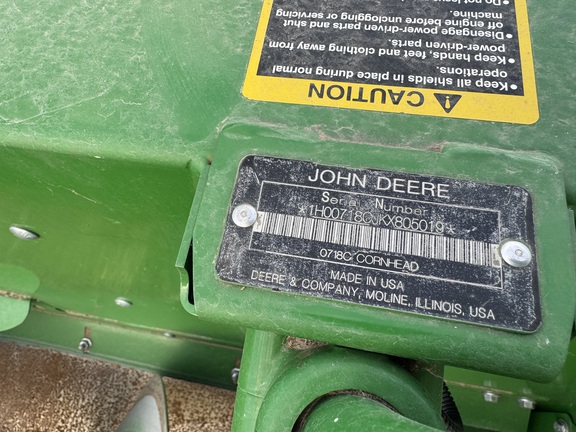 CAUTION
• Keep all shields in place during normal
operations.
• Keep hands, feet and clothing away from
power-driven parts.
• Disengage power-driven parts and shut
off engine before unclogging or servicing
machine.
JOHN DEERE
Serial Number
*1H00718CJKX805019*
0718C CORNHEAD
MADE IN USA
DEERE & COMPANY, MOLINE, ILLINOIS, USA